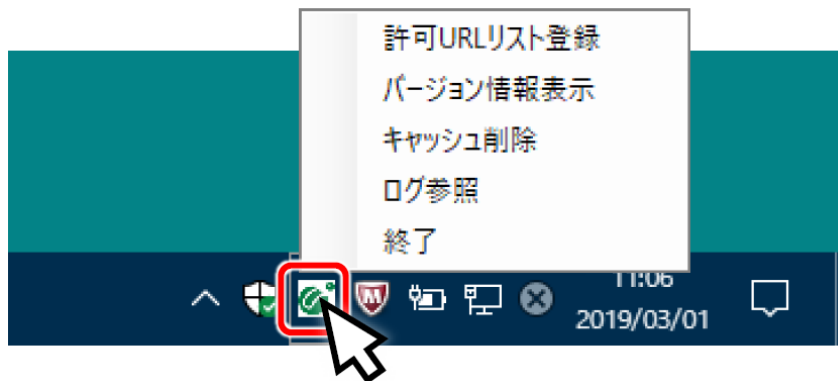 許可URLリスト登録
バージョン情報表示
キャッシュ削除
ログ参照
終了
11:06
2019/03/01